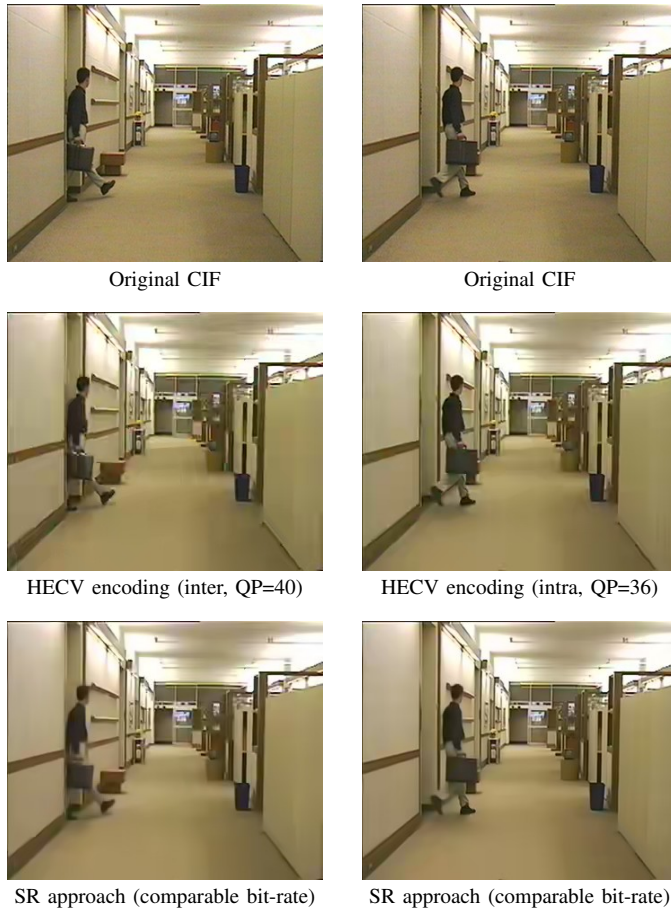 Original CIF
Original CIF
HECV encoding (inter, QP=40)
HECV encoding (intra, QP=36)
SR approach (comparable bit-rate)
SR approach (comparable bit-rate)